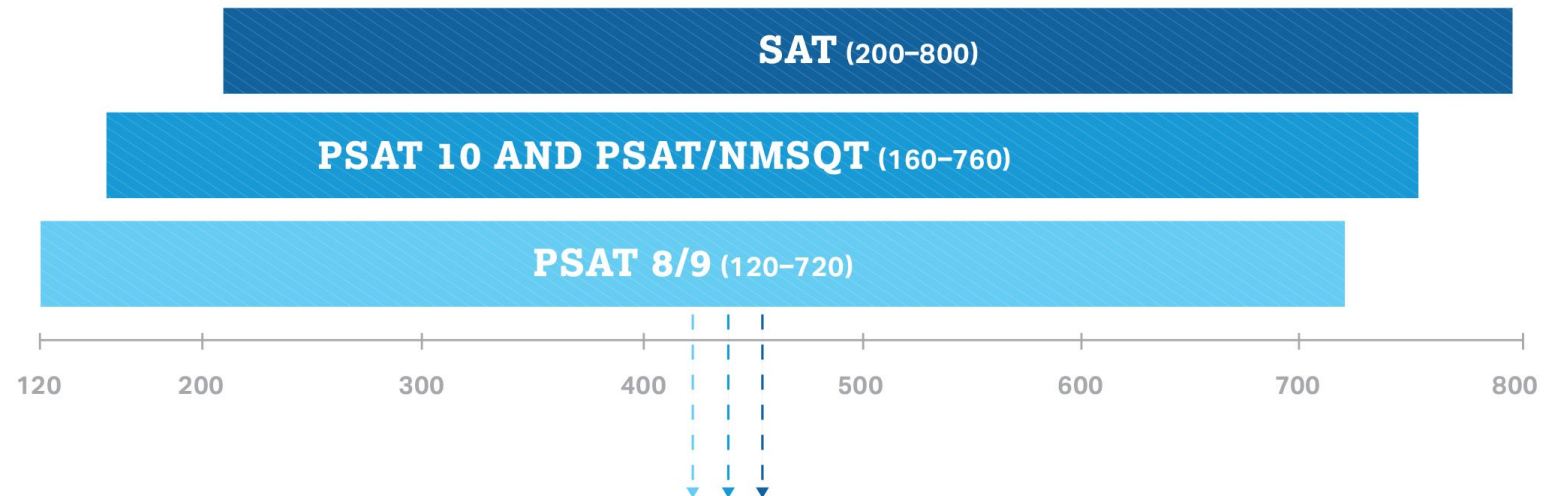 SAT (200–800)
PSAT 10 AND PSAT/NMSQT (160–760)
PSAT 8/9 (120–720)
120 200 300 400 500 600 700 800